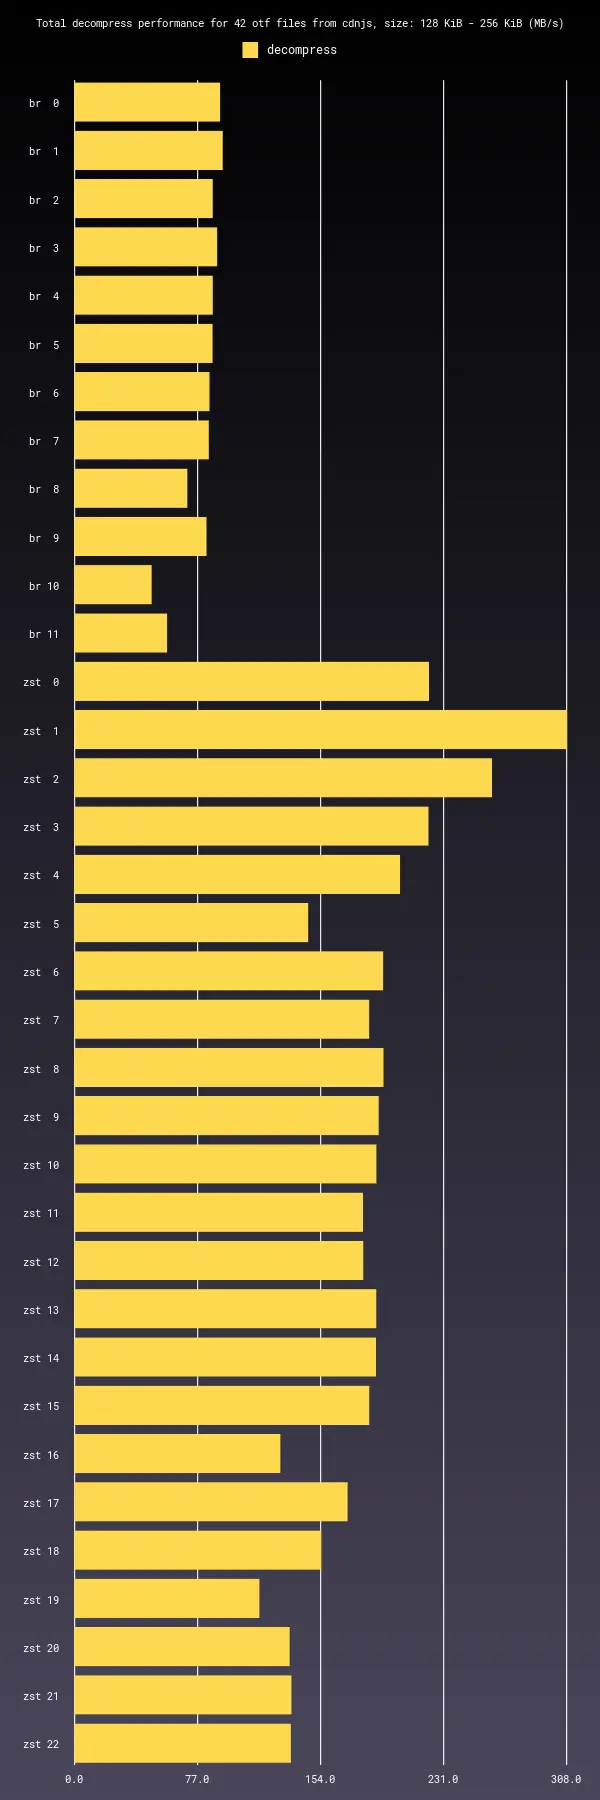 Total decompress performance for 42 otf files from cdnjs, size: 128 KiB - 256 KiB (MB/s)
decompress
br  0
br  1
br  2
br  3
br  4
br  5
br  6
br  7
br  8
br  9
br 10
br 11
zst  0
zst  1
zst  2
zst  3
zst  4
zst  5
zst  6
zst  7
zst  8
zst  9
zst 10
zst 11
zst 12
zst 13
zst 14
zst 15
zst 16
zst 17
zst 18
zst 19
zst 20
zst 21
zst 22
0.0 77.0 154.0 231.0 308.0